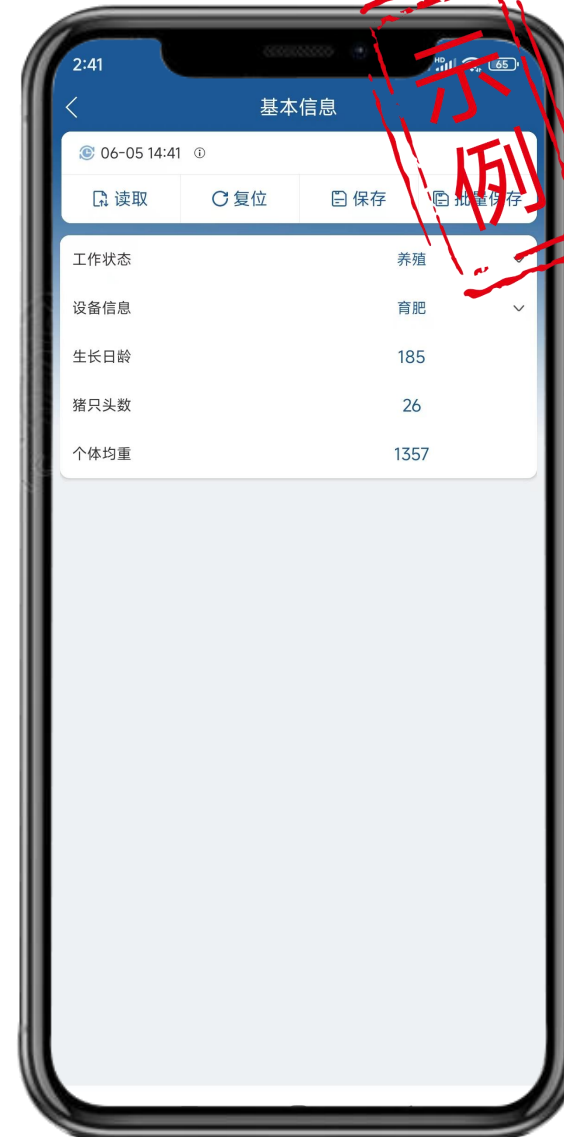 2:41
HD
65
基本信息
06-05 14:41
读取
复位
保存
批量保存
工作状态 养殖
设备信息 育肥
生长日龄 185
猪只头数 26
个体均重 1357
示例